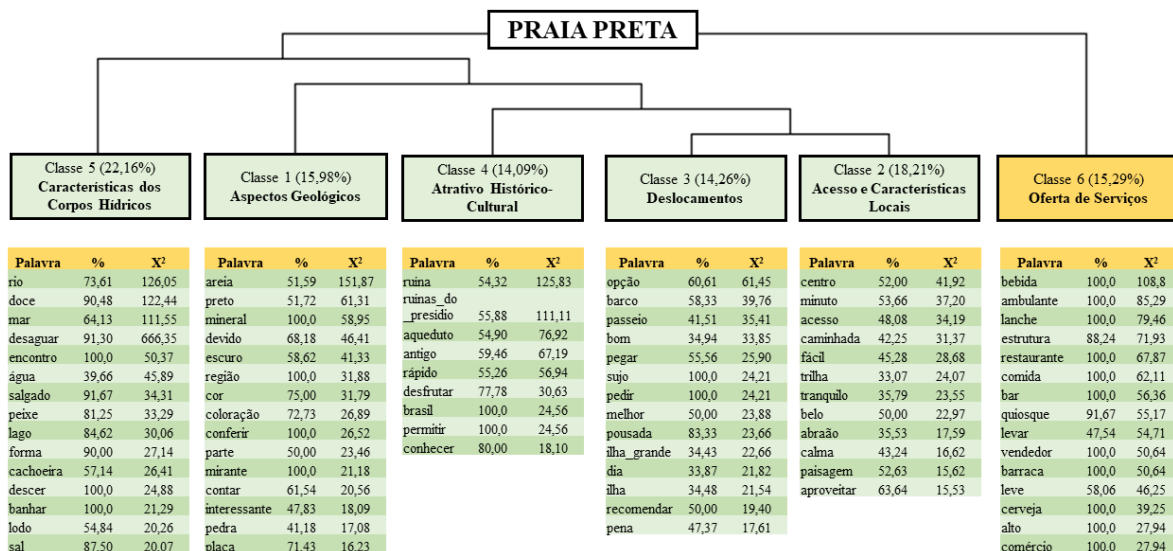 PRAIA PRETA
Classe 5 (22,16%)
Características dos
Corpos Hídricos
Classe 1 (15,98%)
Aspectos Geológicos
Classe 4 (14,09%)
Atrativo Histórico-
Cultural
Classe 3 (14,26%)
Deslocamentos
Classe 2 (18,21%)
Acesso e Características
Locais
Classe 6 (15,29%)
Oferta de Serviços
Palavra % X²
rio 73,61 126,05
doce 90,48 122,44
mar 64,13 111,55
desaguar 91,30 666,35
encontro 100,0 50,37
água 39,66 45,89
salgado 91,67 34,31
peixe 81,25 33,29
lago 84,62 30,06
forma 90,00 27,14
cachoeira 57,14 26,41
descer 100,0 24,88
banhar 100,0 21,29
lodo 54,84 20,26
sal 87,50 20,07
Palavra % X²
areia 51,59 151,87
preto 51,72 61,31
mineral 100,0 58,95
devido 68,18 46,41
escuro 58,62 41,33
região 100,0 31,88
cor 75,00 31,79
coloração 72,73 26,89
conferir 100,0 26,52
parte 50,00 23,46
mirante 100,0 21,18
contar 61,54 20,56
interessante 47,83 18,09
pedra 41,18 17,08
placa 71,43 16,23
Palavra % X²
ruina 54,32 125,83
ruinas_do
_presidio 55,88 111,11
aqueduto 54,90 76,92
antigo 59,46 67,19
rápido 55,26 56,94
desfrutar 77,78 30,63
brasil 100,0 24,56
permitir 100,0 24,56
conhecer 80,00 18,10
Palavra % X²
opção 60,61 61,45
barco 58,33 39,76
passeio 41,51 35,41
bom 34,94 33,85
pegar 55,56 25,90
sujo 100,0 24,21
pedir 100,0 24,21
melhor 50,00 23,88
pousada 83,33 23,66
ilha_grande 34,43 22,66
dia 33,87 21,82
ilha 34,48 21,54
recomendar 50,00 19,40
pena 47,37 17,61
Palavra % X²
centro 52,00 41,92
minuto 53,66 37,20
acesso 48,08 34,19
caminhada 42,25 31,37
fácil 45,28 28,68
trilha 33,07 24,07
tranquilo 35,79 23,55
belo 50,00 22,97
abraão 35,53 17,59
calma 43,24 16,62
paisagem 52,63 15,62
aproveitar 63,64 15,53
Palavra % X²
bebida 100,0 108,8
ambulante 100,0 85,29
lanche 100,0 79,46
estrutura 88,24 71,93
restaurante 100,0 67,87
comida 100,0 62,11
bar 100,0 56,36
quiosque 91,67 55,17
levar 47,54 54,71
vendedor 100,0 50,64
barraca 100,0 50,64
leve 58,06 46,25
cerveja 100,0 39,25
alto 100,0 27,94
comércio 100,0 27,94